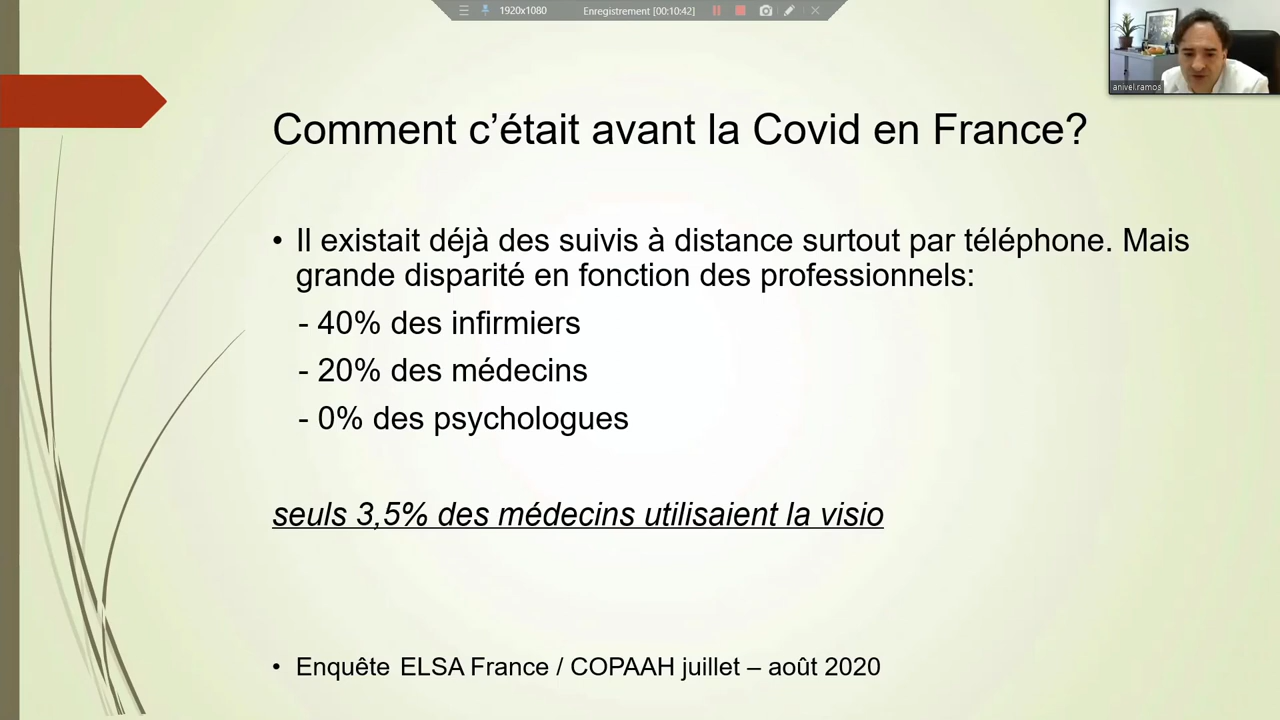 1920x1080 Enregistrement [00:10:42]
anivel.ramos
Comment c’était avant la Covid en France?
• Il existait déjà des suivis à distance surtout par téléphone. Mais
grande disparité en fonction des professionnels:
- 40% des infirmiers
- 20% des médecins
- 0% des psychologues
seuls 3,5% des médecins utilisaient la visio
• Enquête ELSA France / COPAAH juillet – août 2020